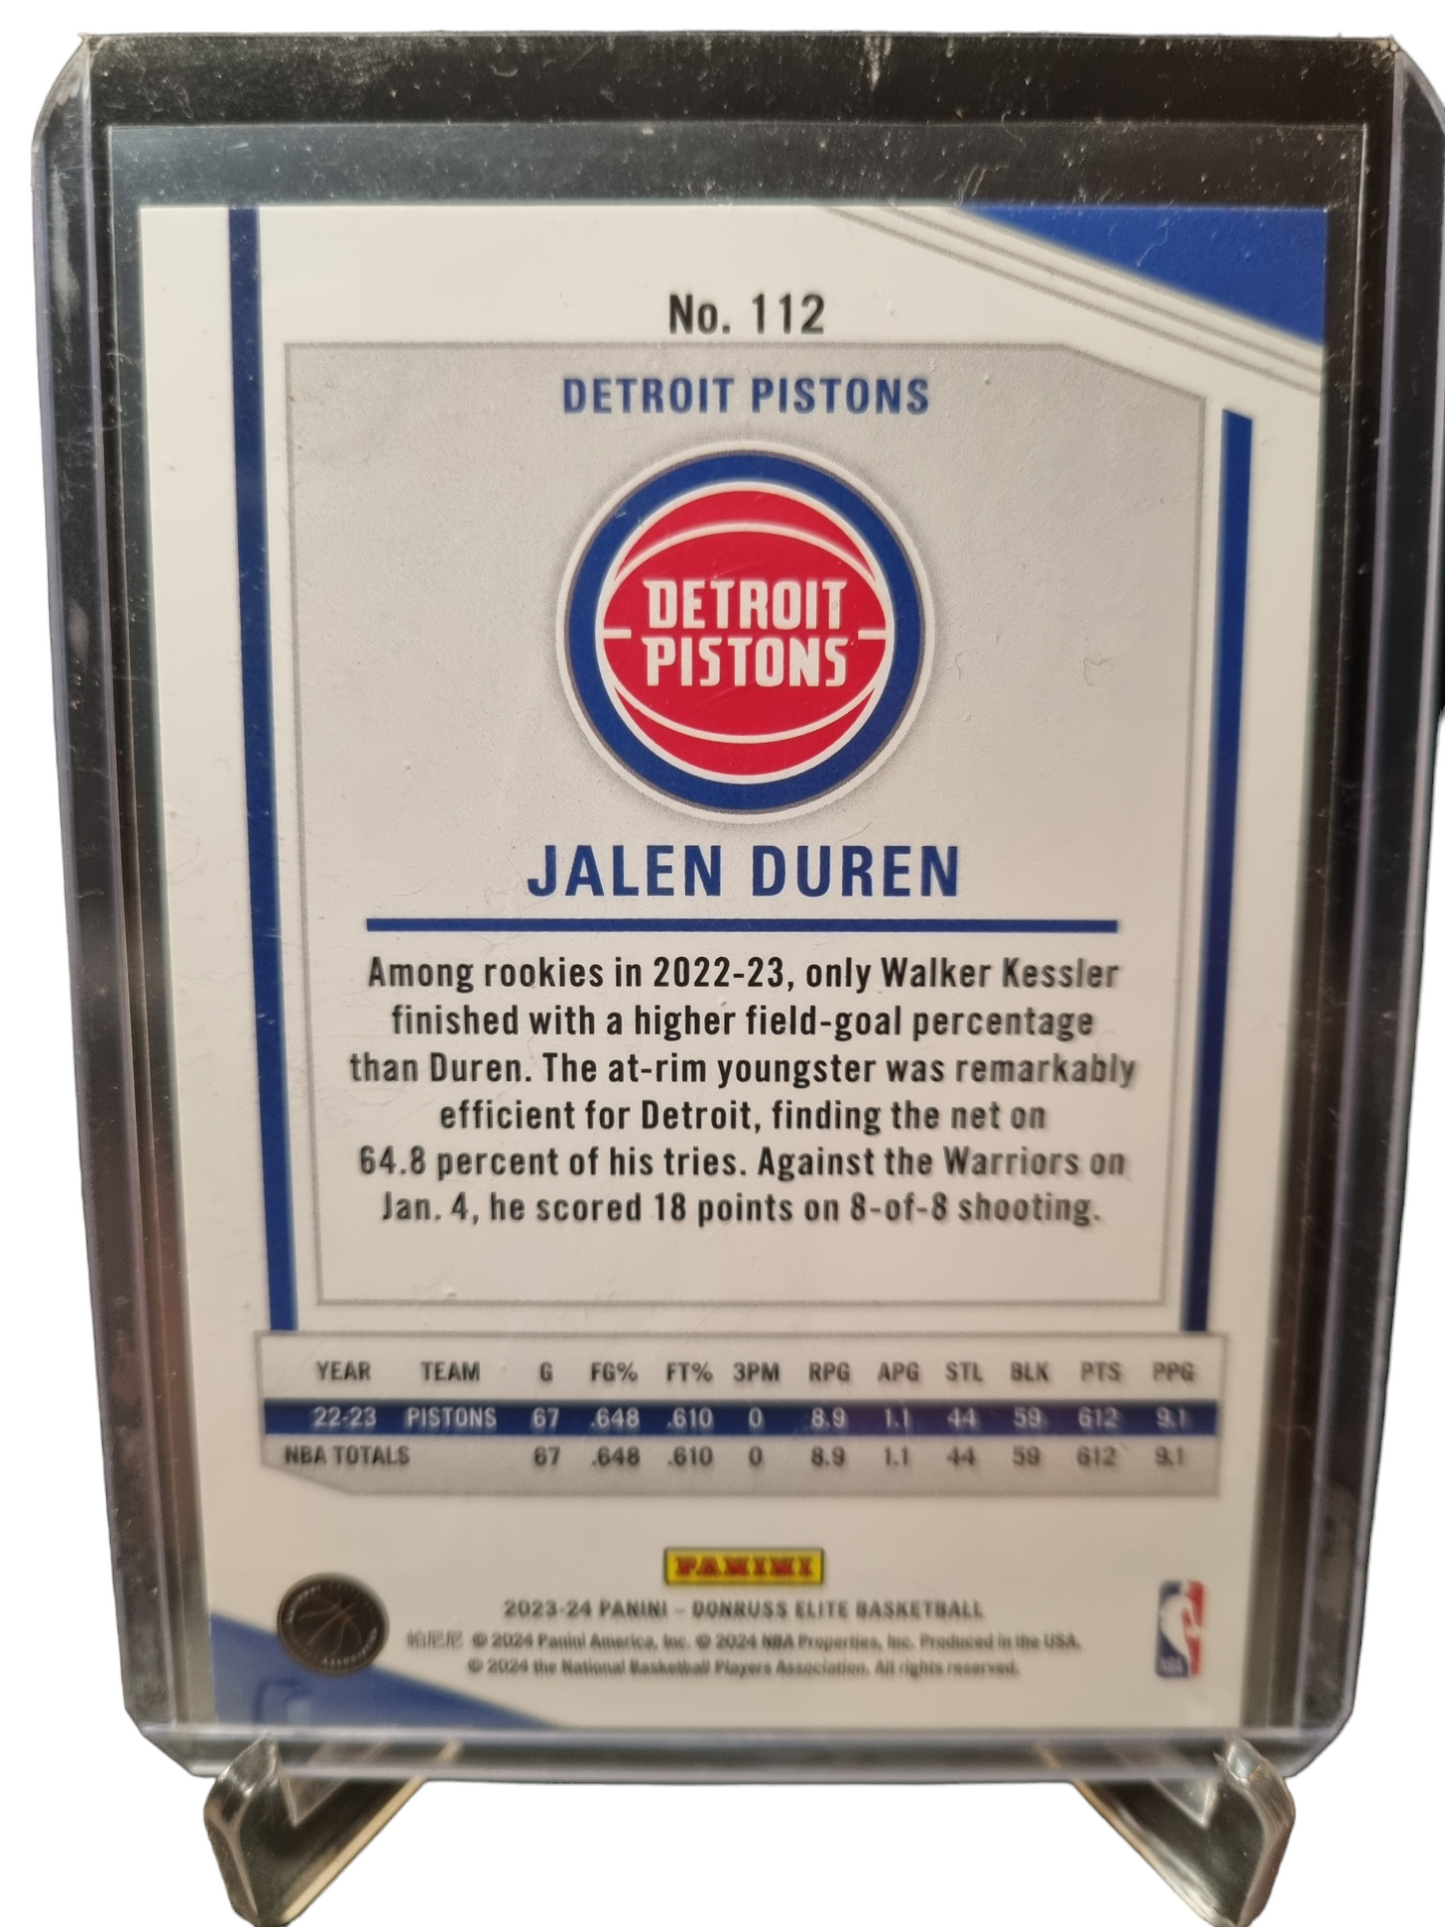 No. 112
DETROIT PISTONS
DETROIT
PISTONS
JALEN DUREN
Among rookies in 2022-23, only Walker Kessler
finished with a higher field-goal percentage
than Duren. The at-rim youngster was remarkably
efficient for Detroit, finding the net on
64.8 percent of his tries. Against the Warriors on
Jan. 4, he scored 18 points on 8-of-8 shooting.
YEAR TEAM G FG% FT% 3PM RPG APG STL BLK PTS PPG
22-23 PISTONS 67 .648 .610 0 8.9 1.1 44 59 612 9.1
NBA TOTALS 67 .648 .610 0 8.9 1.1 44 59 612 9.1
PANINI
2023-24 PANINI – DONRUSS ELITE BASKETBALL
帕尼尼 © 2024 Panini America, Inc. © 2024 NBA Properties, Inc. Produced in the USA.
© 2024 the National Basketball Players Association. All rights reserved.
NBA